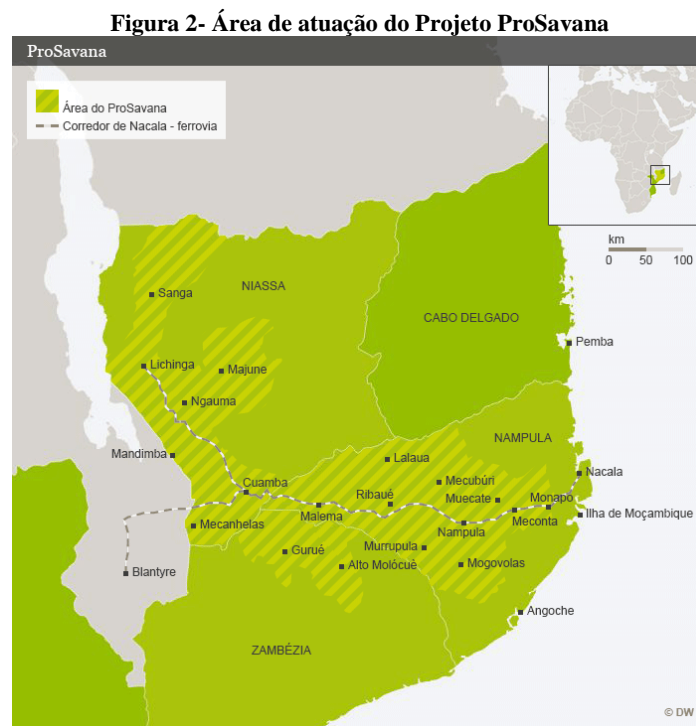 Figura 2- Área de atuação do Projeto ProSavana
ProSavana
Área do ProSavana
Corredor de Nacala - ferrovia
km
0 50 100
NIASSA
Sanga
CABO DELGADO
Pemba
Lichinga
Majune
Ngauma
NAMPULA
Mandimba
Lalaua
Nacala
Cuamba
Mecubúri
Ribaué
Muecate
Monapo
Malema
Meconta
Ilha de Moçambique
Mecanhelas
Nampula
Gurué
Murrupula
Alto Molócuè
Mogovolas
Blantyre
Angoche
ZAMBÉZIA
© DW